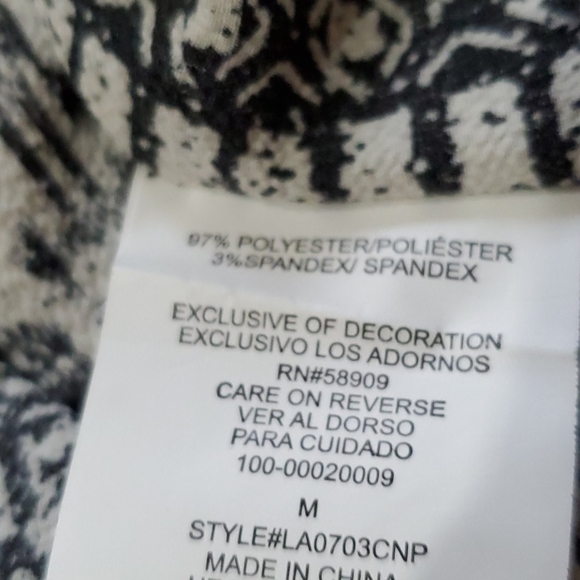 97% POLYESTER/POLIÉSTER
3%SPANDEX/ SPANDEX
EXCLUSIVE OF DECORATION
EXCLUSIVO LOS ADORNOS
RN#58909
CARE ON REVERSE
VER AL DORSO
PARA CUIDADO
100-00020009
M
STYLE#LA0703CNP
MADE IN CHINA